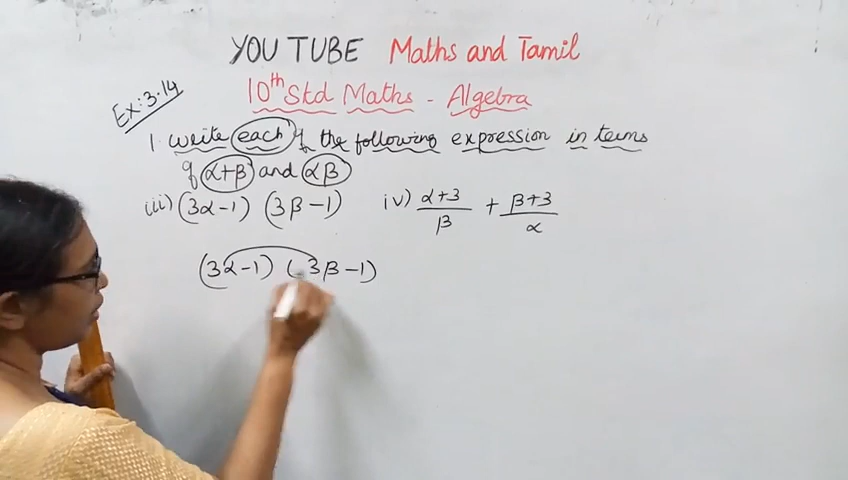 YOU TUBE Maths and Tamil
10th Std Maths - Algebra
Ex: 3.14
1. write each of the following expression in terms
of α+β and αβ
iii) (3α-1) (3β-1) iv) α+3/β + β+3/α
(3α-1) (3β-1)